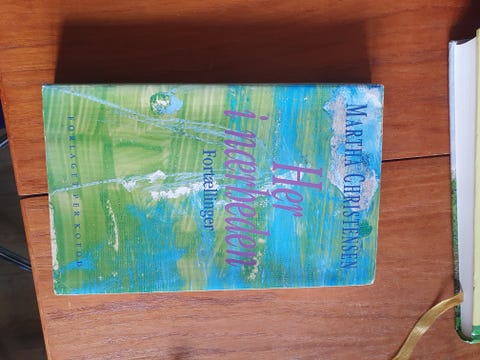 MARTHA CHRISTENSEN
Her
i nærheden
Fortællinger
FORLAGET PER KOFOD